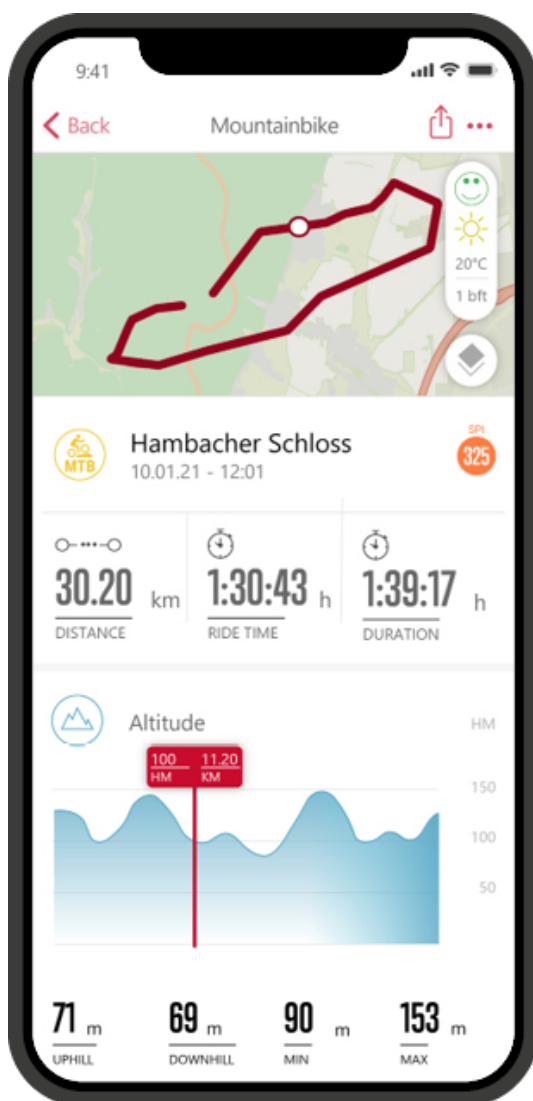 9:41
Back Mountainbike
20°C
1 bft
MTB
Hambacher Schloss
10.01.21 - 12:01
SPI
325
30.20 km 1:30:43 h 1:39:17 h
DISTANCE RIDE TIME DURATION
Altitude HM
100 11.20
HM KM
150
100
50
71 m 69 m 90 m 153 m
UPHILL DOWNHILL MIN MAX